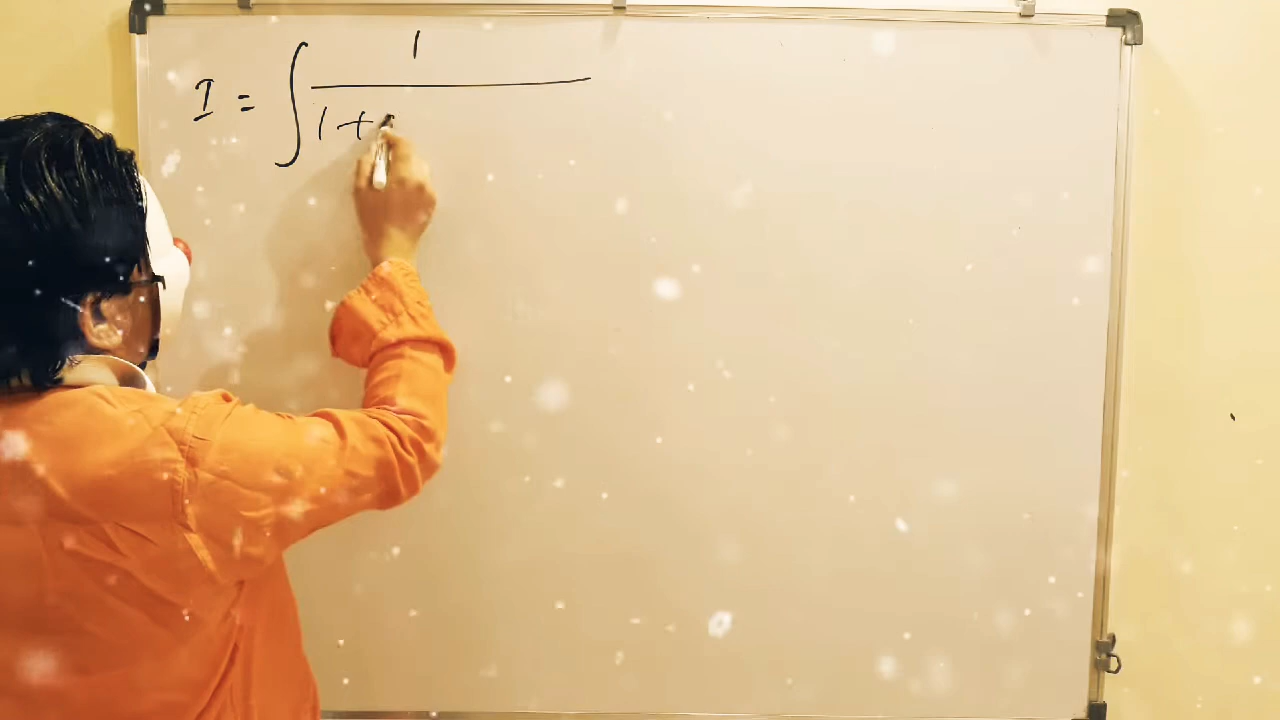 I = ∫ 1
1 +